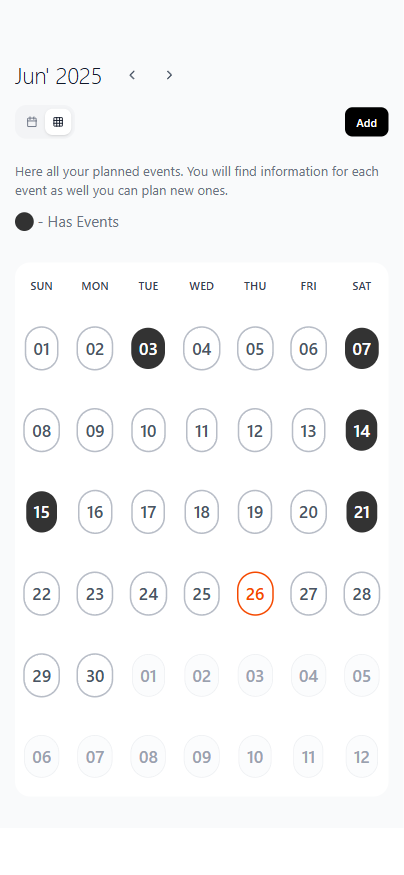 Jun' 2025
Add
Here all your planned events. You will find information for each
event as well you can plan new ones.
- Has Events
SUN MON TUE WED THU FRI SAT
01 02 03 04 05 06 07
08 09 10 11 12 13 14
15 16 17 18 19 20 21
22 23 24 25 26 27 28
29 30 01 02 03 04 05
06 07 08 09 10 11 12